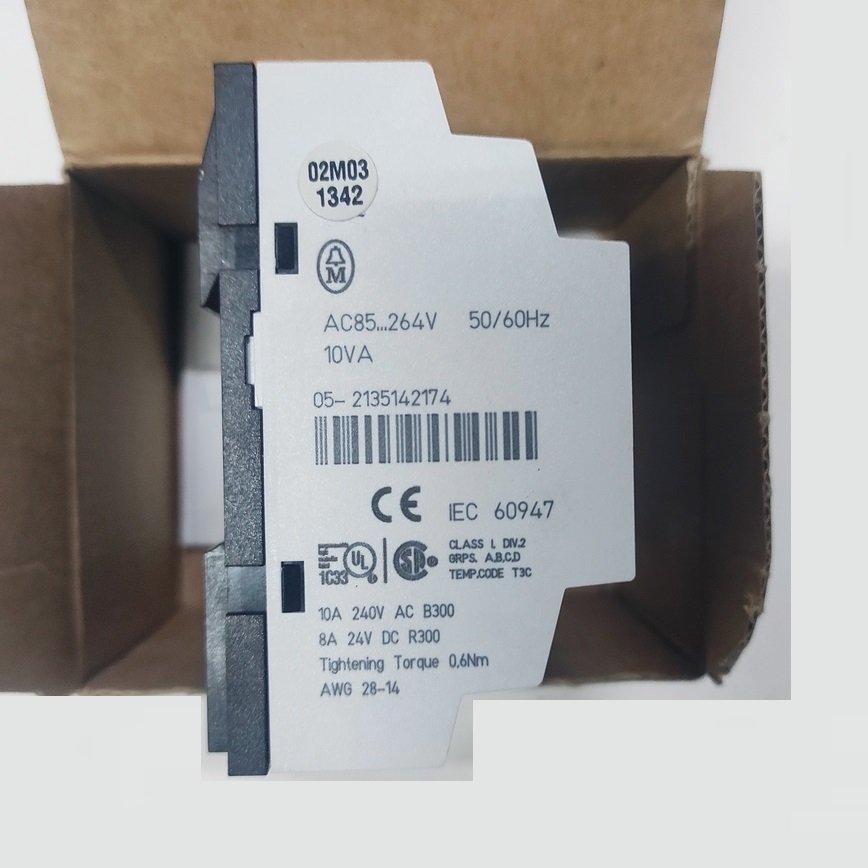 02M03
1342
M
AC85...264V 50/60Hz
10VA
05- 2135142174
CE IEC 60947
UL
1C33
CLASS I, DIV.2
GRPS. A,B,C,D
TEMP.CODE T3C
10A 240V AC B300
8A 24V DC R300
Tightening Torque 0,6Nm
AWG 28-14